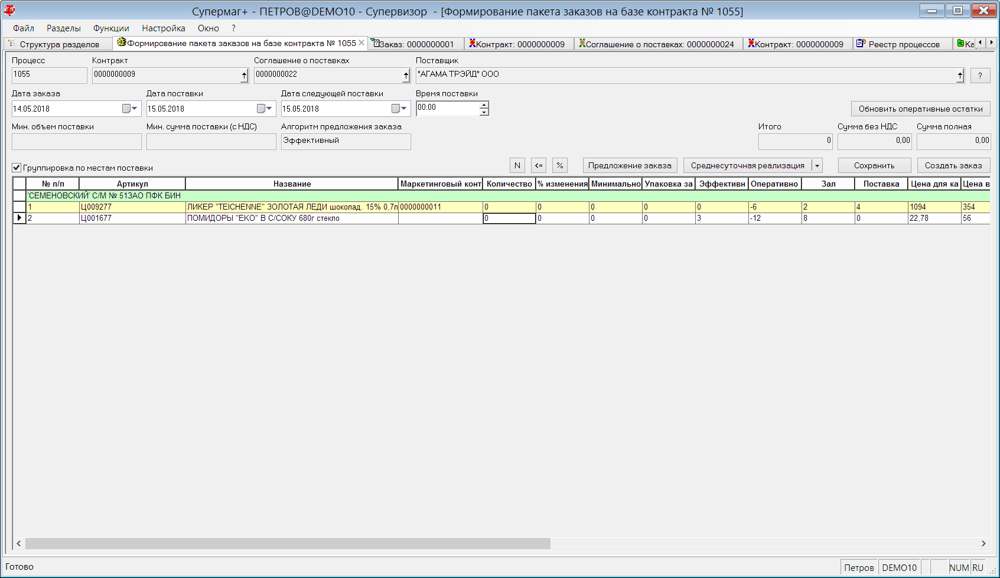 Супермаг+ - ПЕТРОВ@DEMO10 - Супервизор - [Формирование пакета заказов на базе контракта № 1055]
Файл Разделы Функции Настройка Окно ?
Структура разделов Формирование пакета заказов на базе контракта № 1055 Заказ: 0000000001 Контракт: 0000000009 Соглашение о поставках: 0000000024 Контракт: 0000000009 Реестр процессов Ка
Процесс Контракт Соглашение о поставках Поставщик
1055 0000000009 0000000022 "АГАМА ТРЭЙД" ООО ?
Дата заказа Дата поставки Дата следующей поставки Время поставки
14.05.2018 15.05.2018 15.05.2018 00:00 Обновить оперативные остатки
Мин. объем поставки Мин. сумма поставки (с НДС) Алгоритм предложения заказа Итого Сумма без НДС Сумма полная
Эффективный 0 0,00 0,00
Группировка по местам поставки N <= % Предложение заказа Среднесуточная реализация Сохранить Создать заказ
№ п/п Артикул Название Маркетинговый конт Количество % изменения Минимально Упаковка за Эффективн Оперативно Зал Поставка Цена для ка Цена в
'СЕМЕНОВСКИЙ' С/М № 513АО ПФК БИН
1 Ц009277 ЛИКЕР "TEICHENNE" ЗОЛОТАЯ ЛЕДИ шоколад. 15% 0,7л 0000000011 0 0 0 0 0 -6 2 4 1094 354
2 Ц001677 ПОМИДОРЫ "ЕКО" В С/СОКУ 680г стекло 0 0 0 0 3 -12 8 0 22,78 56
Готово Петров DEMO10 NUM RU